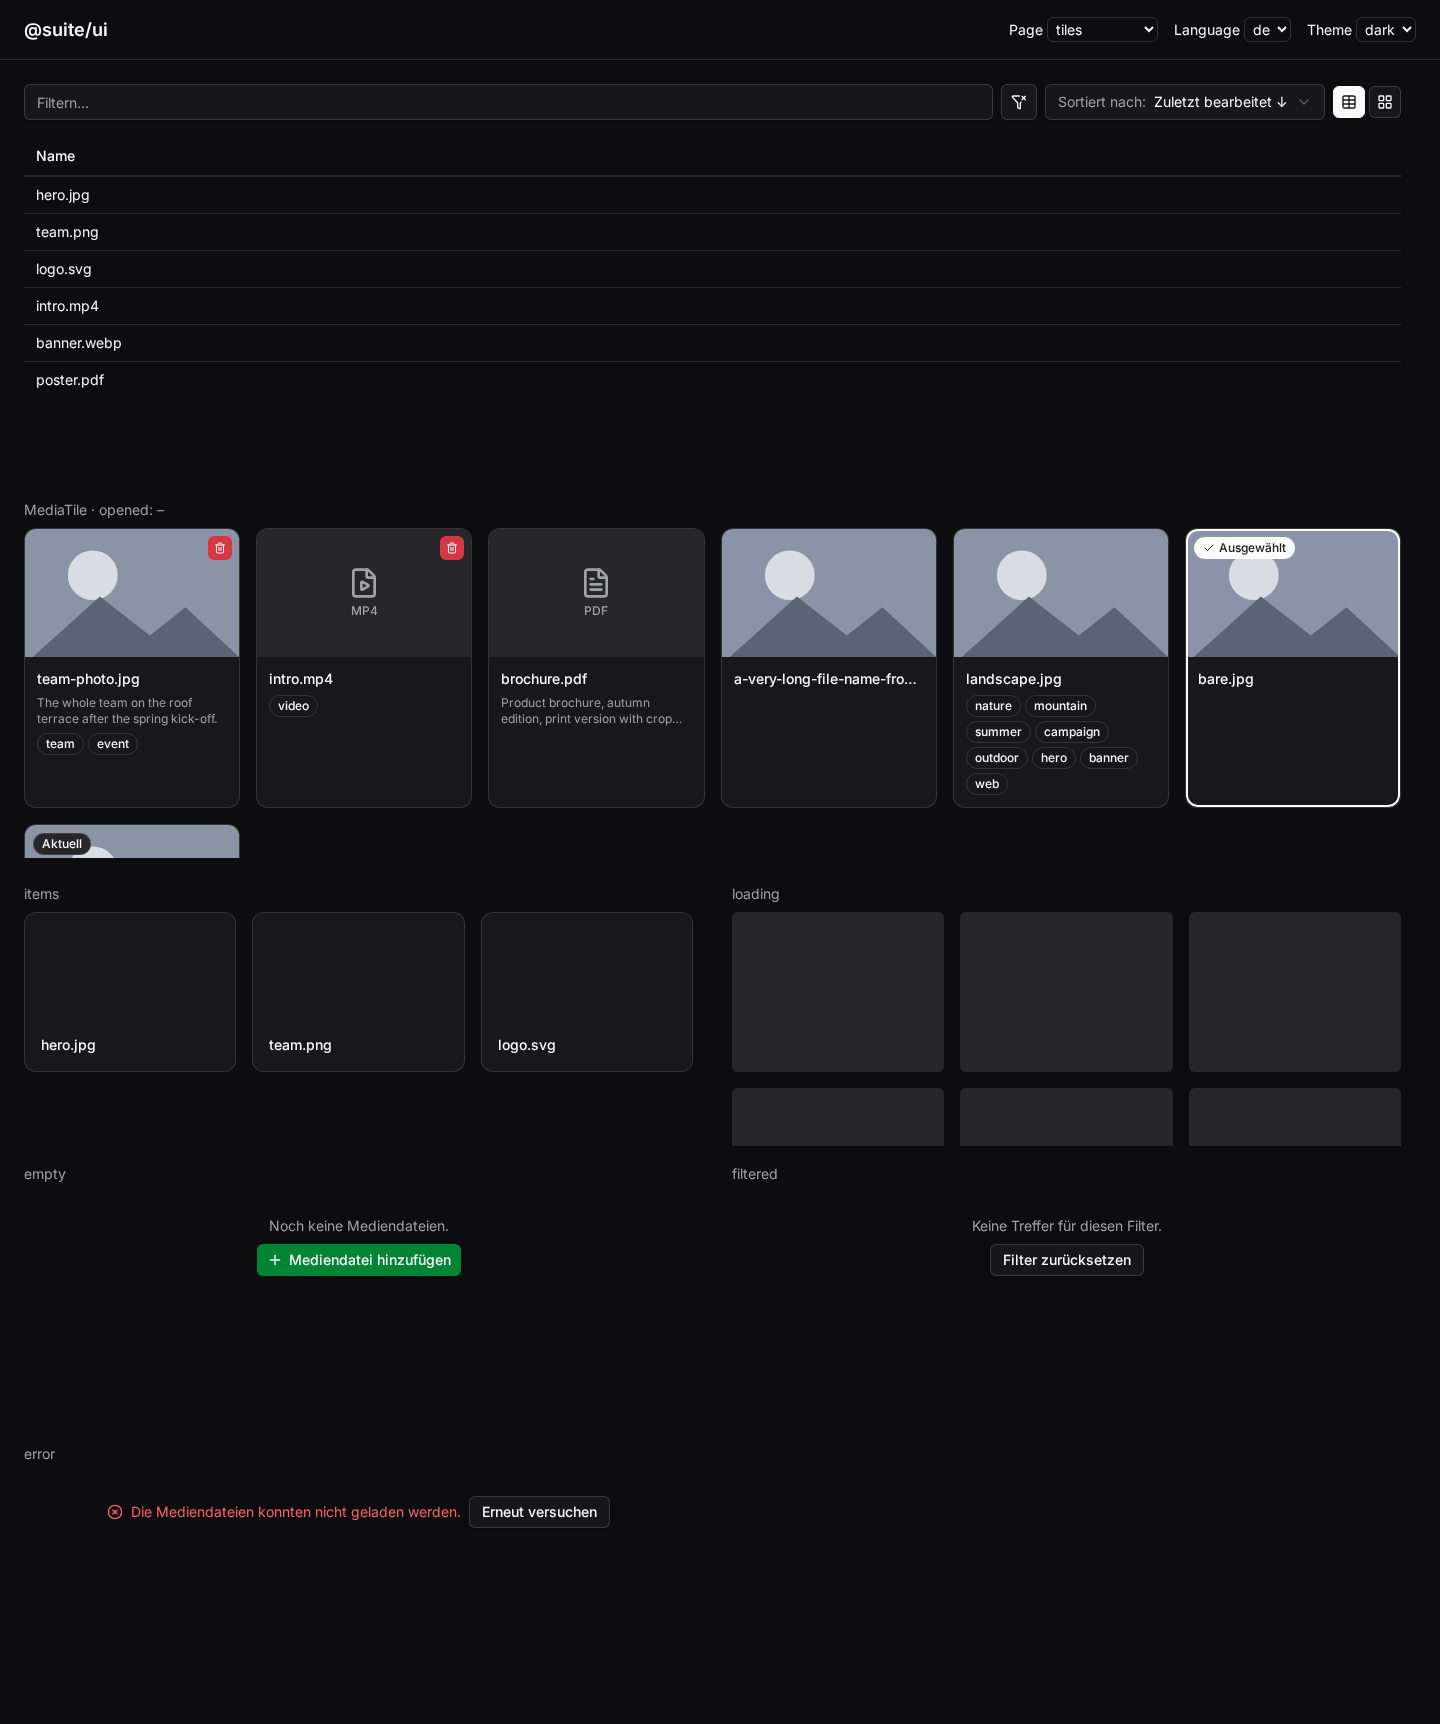 @suite/ui
Page tiles Language de Theme dark
Filtern...
Sortiert nach: Zuletzt bearbeitet ↓
Name
hero.jpg
team.png
logo.svg
intro.mp4
banner.webp
poster.pdf
MediaTile · opened: –
team-photo.jpg
The whole team on the roof
terrace after the spring kick-off.
team event
MP4
intro.mp4
video
PDF
brochure.pdf
Product brochure, autumn
edition, print version with crop...
a-very-long-file-name-fro...
landscape.jpg
nature mountain
summer campaign
outdoor hero banner
web
Ausgewählt
bare.jpg
Aktuell
items
hero.jpg
team.png
logo.svg
loading
empty
Noch keine Mediendateien.
Mediendatei hinzufügen
filtered
Keine Treffer für diesen Filter.
Filter zurücksetzen
error
Die Mediendateien konnten nicht geladen werden.
Erneut versuchen